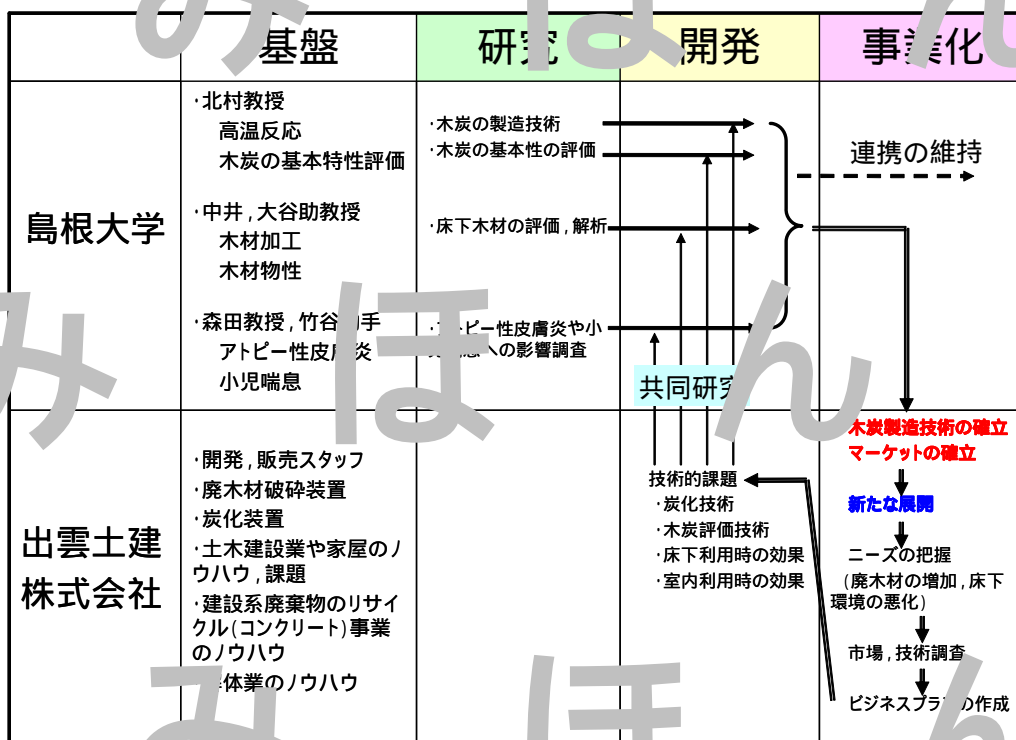 基盤
研究
開発
事業化
島根大学
・北村教授
高温反応
木炭の基本特性評価
・中井,大谷助教授
木材加工
木材物性
・森田教授,竹谷
手
アトピー性皮
炎
小児喘息
・木炭の製造技術
・木炭の基本性の評価
・床下木材の評価,解析
ピー性皮膚炎や小
への影響調査
共同研究
連携の維持
出雲土建
株式会社
・開発,販売スタッフ
・廃木材破砕装置
・炭化装置
・土木建設業や家屋のノ
ウハウ,課題
・建設系廃棄物のリサイ
クル(コンクリート)事業
のノウハウ
体業のノウハウ
技術的課題
・炭化技術
・木炭評価技術
・床下利用時の効果
・室内利用時の効果
木炭製造技術の確立
マーケットの確立
新たな展開
ニーズの把握
(廃木材の増加,床下
環境の悪化)
市場,技術調査
ビジネスプラ
の作成
みほん
みほん
みほん